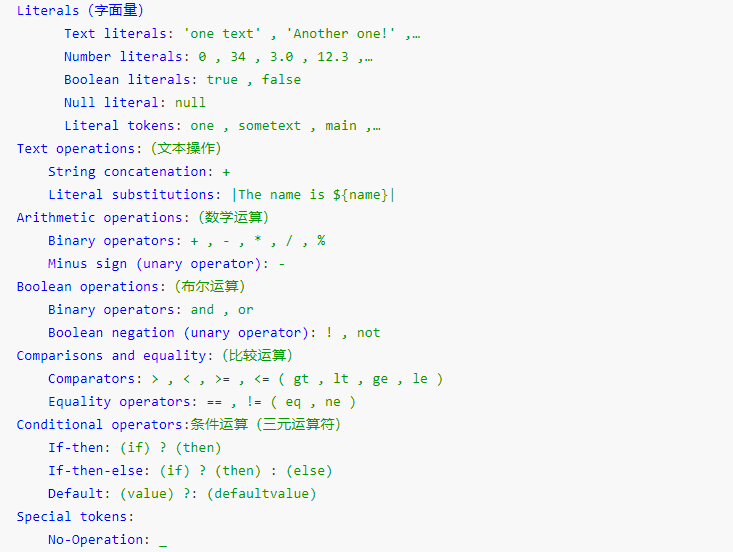 Literals（字面量）
Text literals: 'one text' , 'Another one!' ,…
Number literals: 0 , 34 , 3.0 , 12.3 ,…
Boolean literals: true , false
Null literal: null
Literal tokens: one , sometext , main ,…
Text operations:（文本操作）
String concatenation: +
Literal substitutions: |The name is ${name}|
Arithmetic operations:（数学运算）
Binary operators: + , - , * , / , %
Minus sign (unary operator): -
Boolean operations:（布尔运算）
Binary operators: and , or
Boolean negation (unary operator): ! , not
Comparisons and equality:（比较运算）
Comparators: > , < , >= , <= ( gt , lt , ge , le )
Equality operators: == , != ( eq , ne )
Conditional operators:条件运算（三元运算符）
If-then: (if) ? (then)
If-then-else: (if) ? (then) : (else)
Default: (value) ?: (defaultvalue)
Special tokens:
No-Operation: _